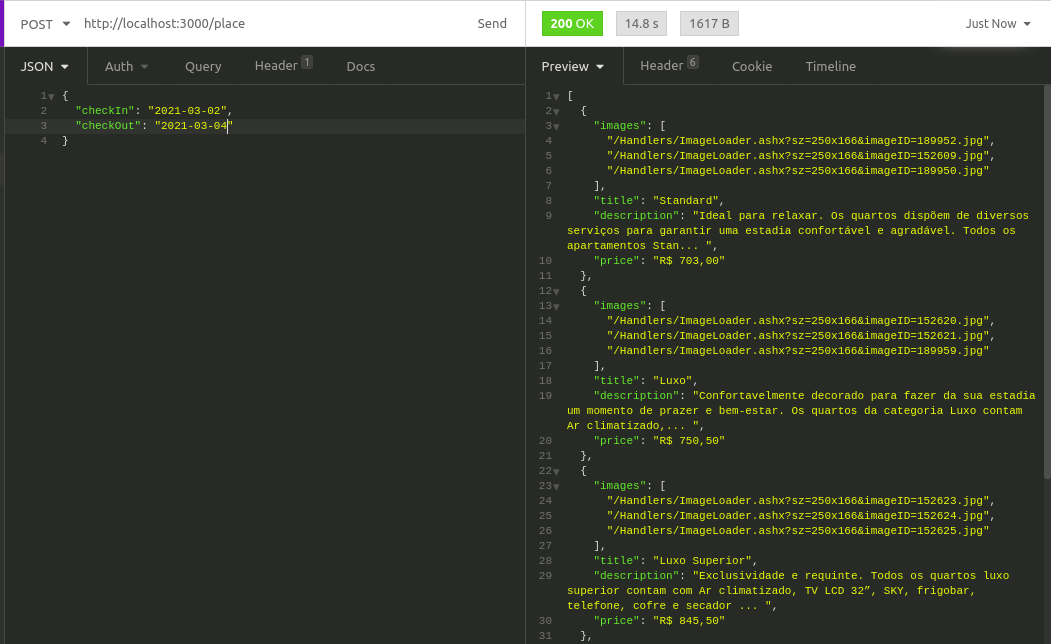 POST http://localhost:3000/place Send
200 OK 14.8 s 1617 B Just Now
JSON Auth Query Header 1 Docs
Preview Header 6 Cookie Timeline
1 {
2 "checkIn": "2021-03-02",
3 "checkOut": "2021-03-04"
4 }
1 [
2 {
3 "images": [
4 "/Handlers/ImageLoader.ashx?sz=250x166&imageID=189952.jpg",
5 "/Handlers/ImageLoader.ashx?sz=250x166&imageID=152609.jpg",
6 "/Handlers/ImageLoader.ashx?sz=250x166&imageID=189950.jpg"
7 ],
8 "title": "Standard",
9 "description": "Ideal para relaxar. Os quartos dispõem de diversos
serviços para garantir uma estadia confortável e agradável. Todos os
apartamentos Stan... ",
10 "price": "R$ 703,00"
11 },
12 {
13 "images": [
14 "/Handlers/ImageLoader.ashx?sz=250x166&imageID=152620.jpg",
15 "/Handlers/ImageLoader.ashx?sz=250x166&imageID=152621.jpg",
16 "/Handlers/ImageLoader.ashx?sz=250x166&imageID=189959.jpg"
17 ],
18 "title": "Luxo",
19 "description": "Confortavelmente decorado para fazer da sua estadia
um momento de prazer e bem-estar. Os quartos da categoria Luxo contam
Ar climatizado,... ",
20 "price": "R$ 750,50"
21 },
22 {
23 "images": [
24 "/Handlers/ImageLoader.ashx?sz=250x166&imageID=152623.jpg",
25 "/Handlers/ImageLoader.ashx?sz=250x166&imageID=152624.jpg",
26 "/Handlers/ImageLoader.ashx?sz=250x166&imageID=152625.jpg"
27 ],
28 "title": "Luxo Superior",
29 "description": "Exclusividade e requinte. Todos os quartos luxo
superior contam com Ar climatizado, TV LCD 32”, SKY, frigobar,
telefone, cofre e secador ... ",
30 "price": "R$ 845,50"
31 },